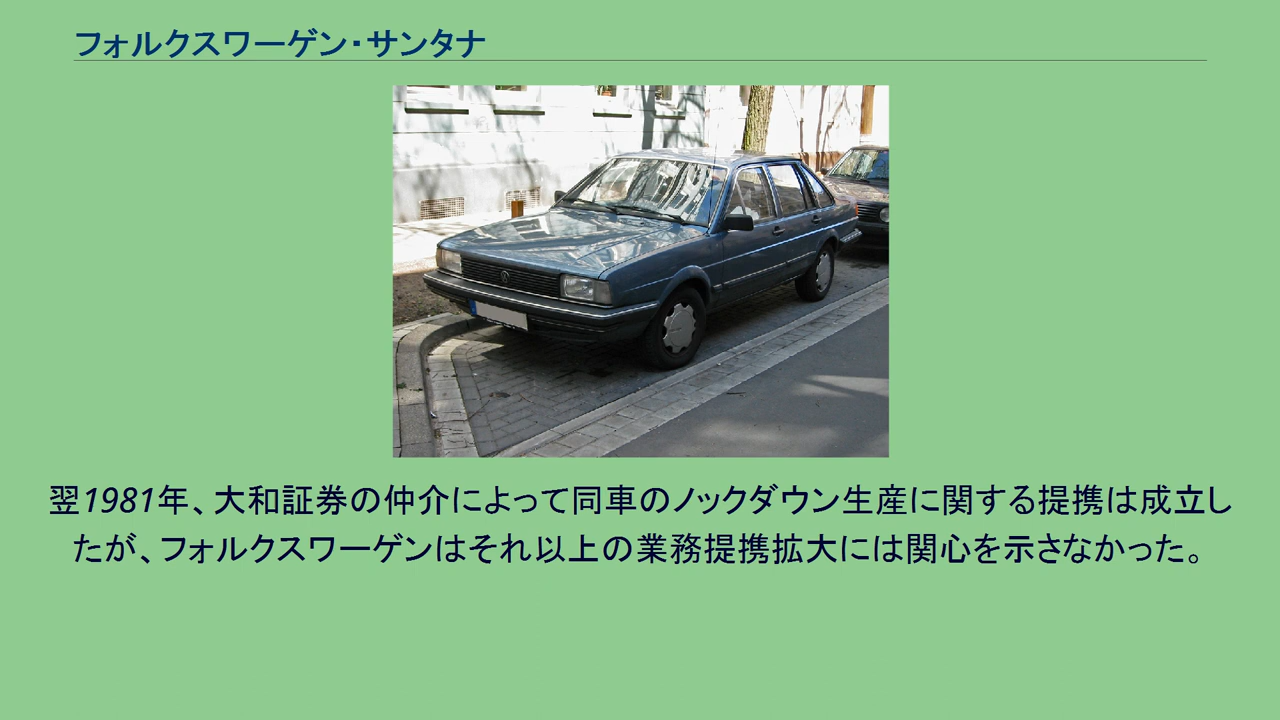 フォルクスワーゲン・サンタナ
翌1981年、大和証券の仲介によって同車のノックダウン生産に関する提携は成立し
たが、フォルクスワーゲンはそれ以上の業務提携拡大には関心を示さなかった。